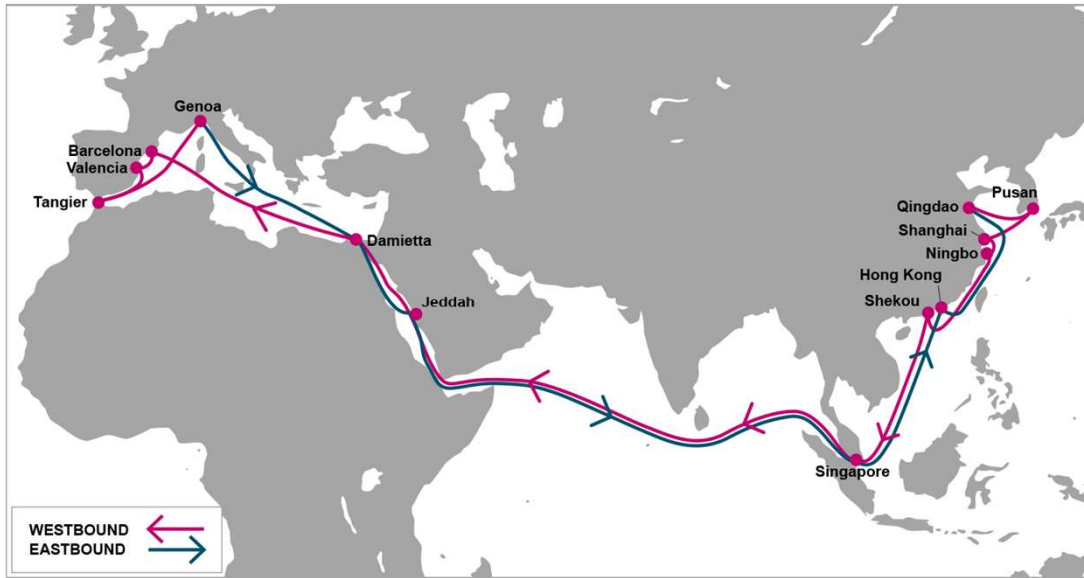 Genoa
Barcelona
Valencia
Tangier
Damietta
Jeddah
Pusan
Qingdao
Shanghai
Ningbo
Hong Kong
Shekou
Singapore
WESTBOUND
EASTBOUND